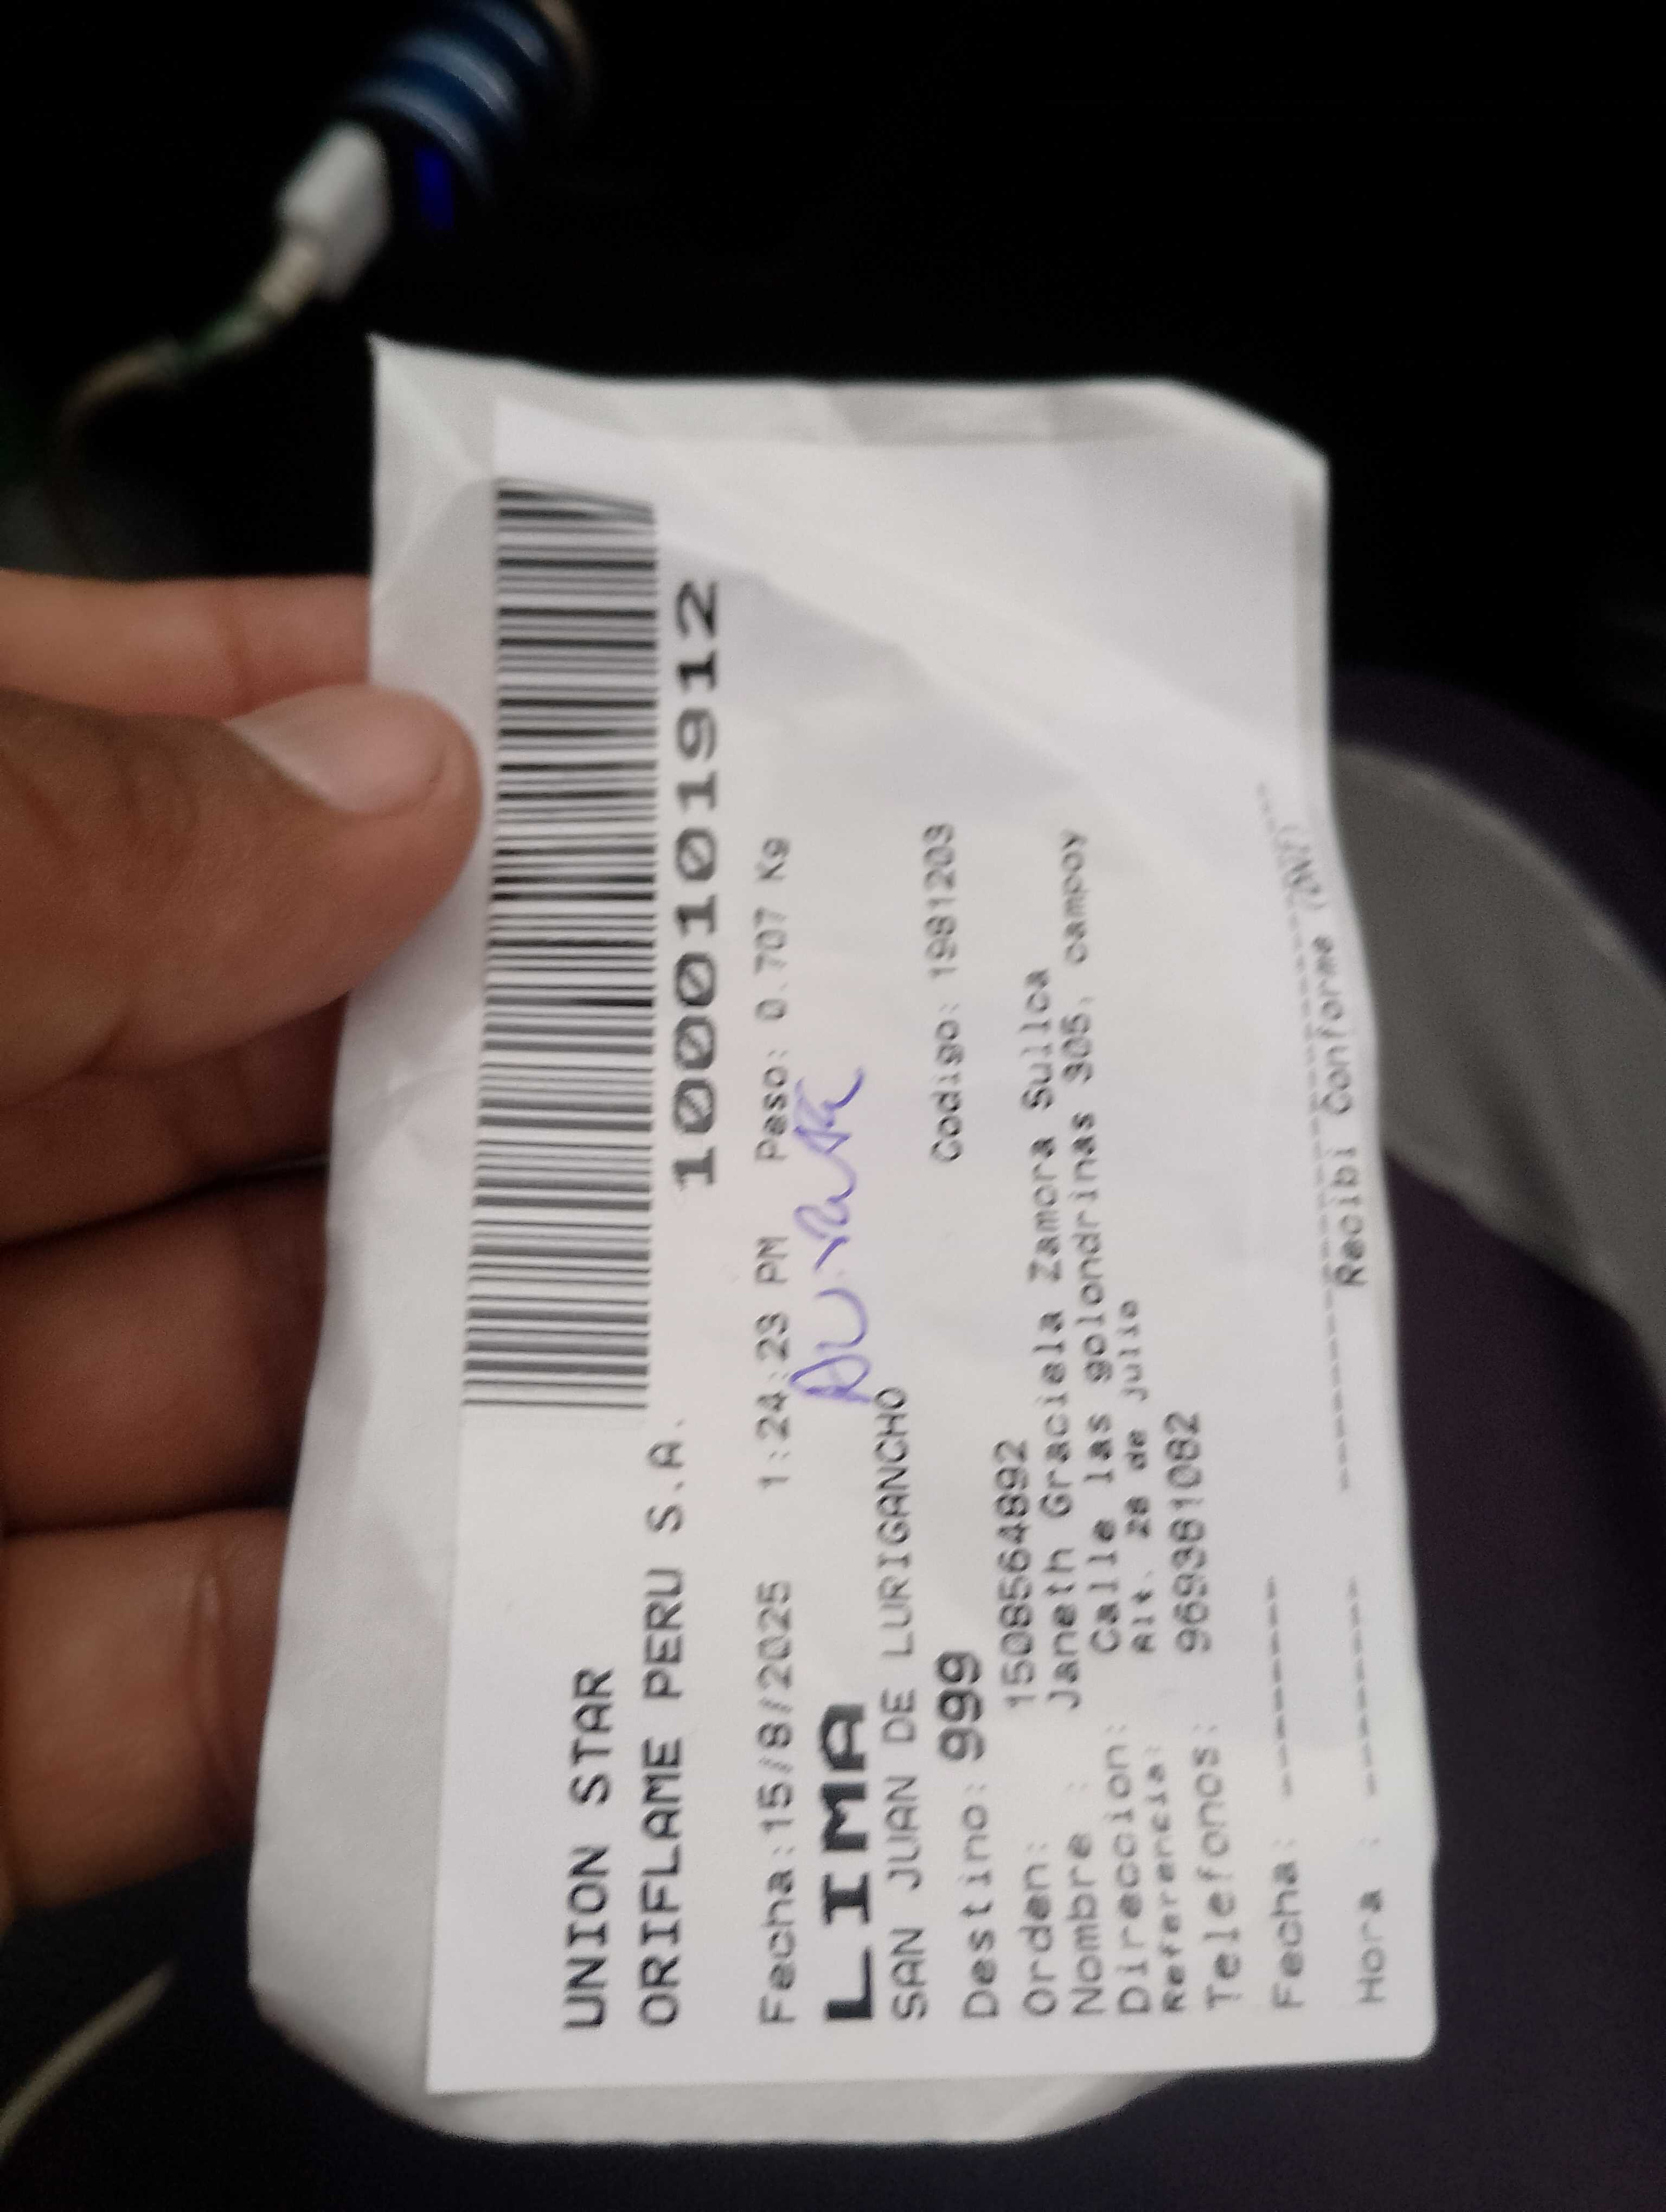 UNION STAR
ORIFLAME PERU S.A.
1000101912
Fecha:15/8/2025 1:24:23 PM Peso: 0.707 Kg
LIMA
SAN JUAN DE LURIGANCHO
Destino: 999 Codigo: 1981203
Orden: 1508564892
Nombre : Janeth Graciela Zamora Sullca
Direccion: Calle las golondrinas 305, campoy
Referencia: Alt. 28 de julio
Telefonos: 969381082
Fecha: ------
Hora : ------ Recibi Conforme (DNI)